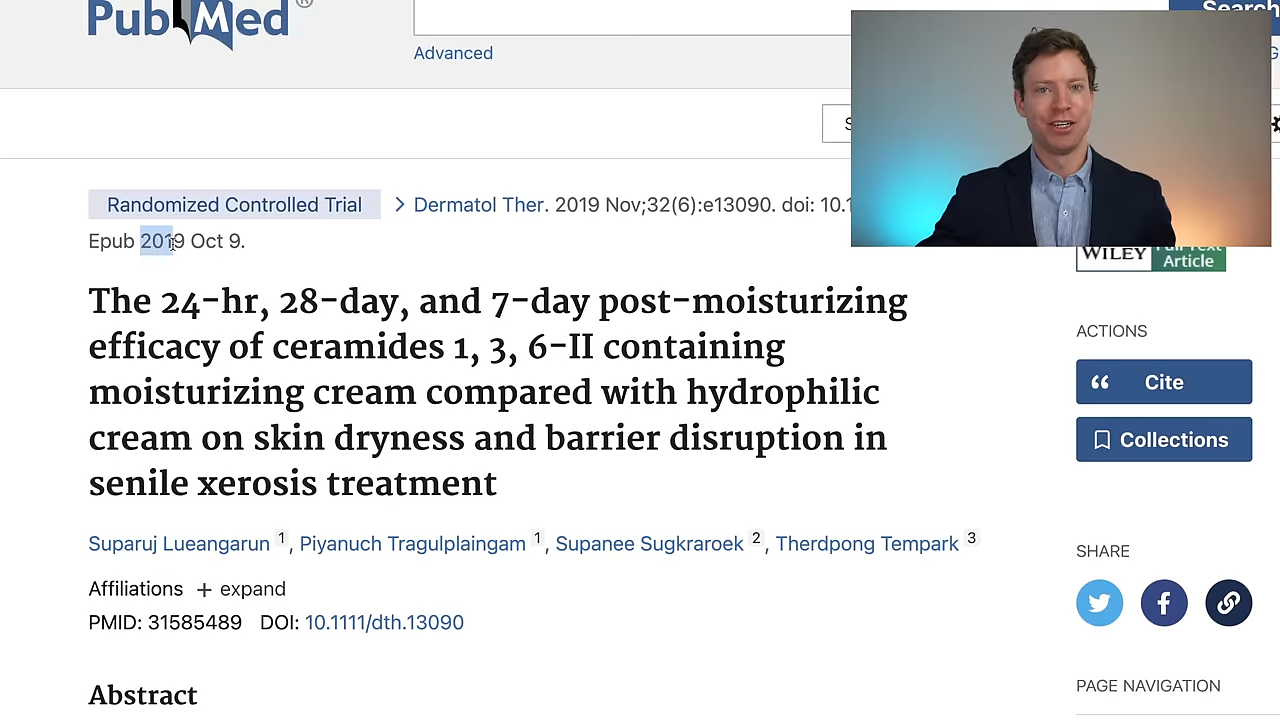 PubMed®
Search
Advanced
Randomized Controlled Trial > Dermatol Ther. 2019 Nov;32(6):e13090. doi: 10.1
Epub 2019 Oct 9.
WILEY Full Text Article
The 24-hr, 28-day, and 7-day post-moisturizing
efficacy of ceramides 1, 3, 6-II containing
moisturizing cream compared with hydrophilic
cream on skin dryness and barrier disruption in
senile xerosis treatment
Suparuj Lueangarun 1, Piyanuch Tragulplaingam 1, Supanee Sugkraroek 2, Therdpong Tempark 3
Affiliations + expand
PMID: 31585489 DOI: 10.1111/dth.13090
Abstract
ACTIONS
Cite
Collections
SHARE
PAGE NAVIGATION